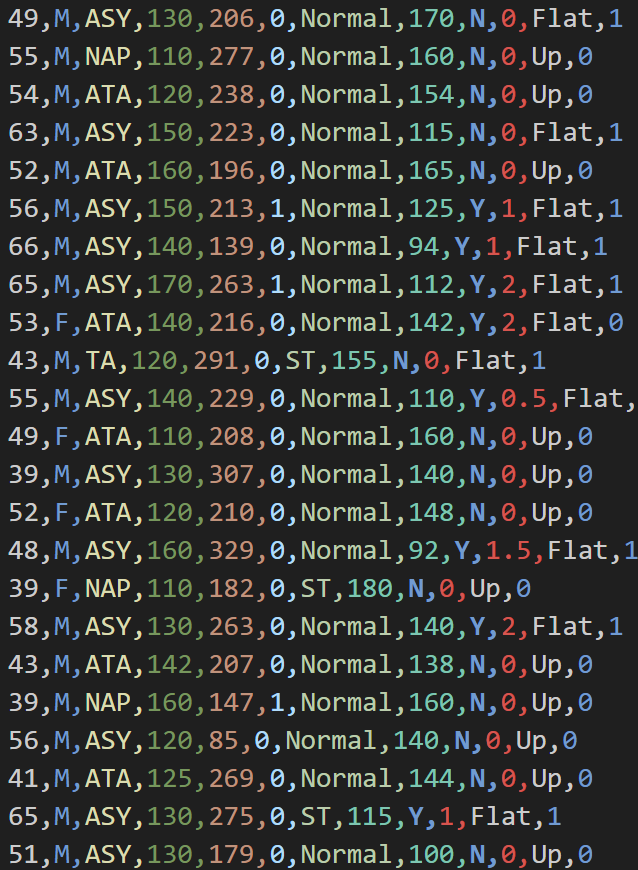 49,M,ASY,130,206,0,Normal,170,N,0,Flat,1
55,M,NAP,110,277,0,Normal,160,N,0,Up,0
54,M,ATA,120,238,0,Normal,154,N,0,Up,0
63,M,ASY,150,223,0,Normal,115,N,0,Flat,1
52,M,ATA,160,196,0,Normal,165,N,0,Up,0
56,M,ASY,150,213,1,Normal,125,Y,1,Flat,1
66,M,ASY,140,139,0,Normal,94,Y,1,Flat,1
65,M,ASY,170,263,1,Normal,112,Y,2,Flat,1
53,F,ATA,140,216,0,Normal,142,Y,2,Flat,0
43,M,TA,120,291,0,ST,155,N,0,Flat,1
55,M,ASY,140,229,0,Normal,110,Y,0.5,Flat,
49,F,ATA,110,208,0,Normal,160,N,0,Up,0
39,M,ASY,130,307,0,Normal,140,N,0,Up,0
52,F,ATA,120,210,0,Normal,148,N,0,Up,0
48,M,ASY,160,329,0,Normal,92,Y,1.5,Flat,1
39,F,NAP,110,182,0,ST,180,N,0,Up,0
58,M,ASY,130,263,0,Normal,140,Y,2,Flat,1
43,M,ATA,142,207,0,Normal,138,N,0,Up,0
39,M,NAP,160,147,1,Normal,160,N,0,Up,0
56,M,ASY,120,85,0,Normal,140,N,0,Up,0
41,M,ATA,125,269,0,Normal,144,N,0,Up,0
65,M,ASY,130,275,0,ST,115,Y,1,Flat,1
51,M,ASY,130,179,0,Normal,100,N,0,Up,0